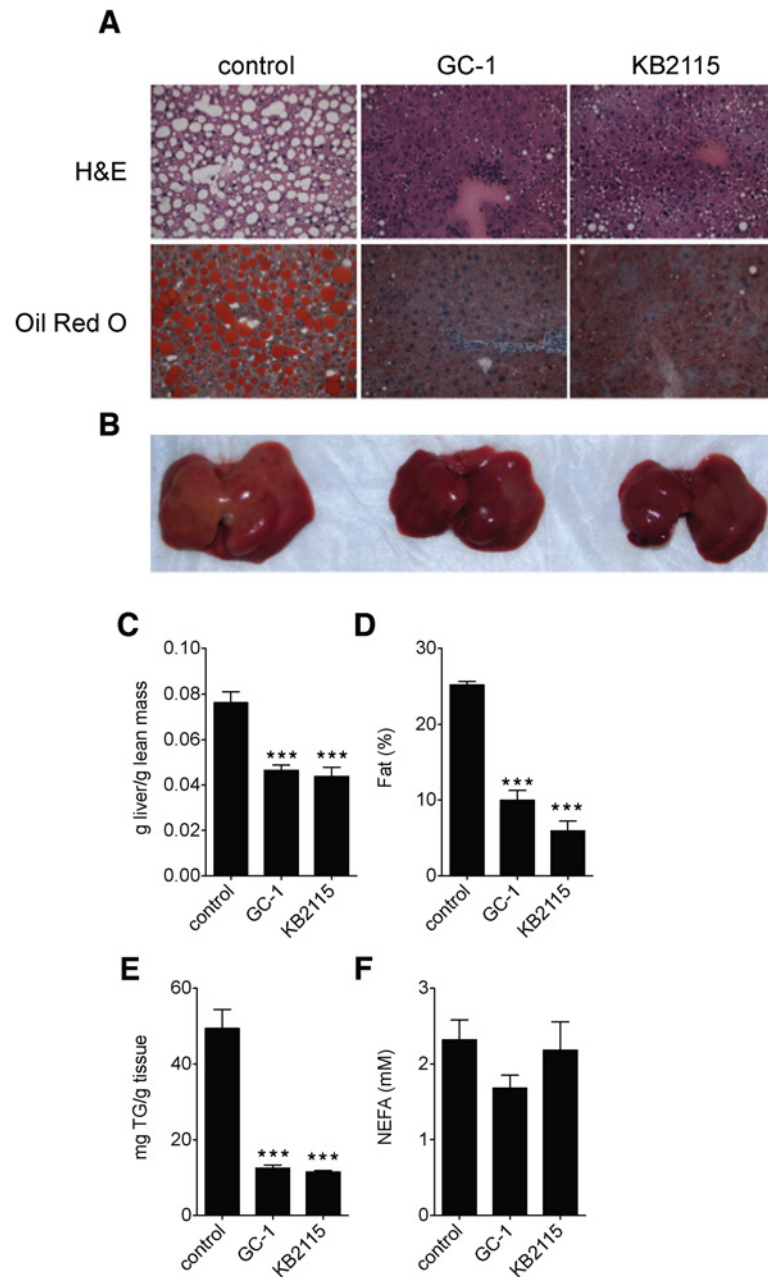 A
control GC-1 KB2115
H&E
Oil Red O
B
C
g liver/g lean mass
0.10
0.08
0.06
0.04
0.02
0.00
*** ***
control GC-1 KB2115
D
Fat (%)
30
20
10
0
***
***
control GC-1 KB2115
E
mg TG/g tissue
60
40
20
0
*** ***
control GC-1 KB2115
F
NEFA (mM)
3
2
1
0
control GC-1 KB2115